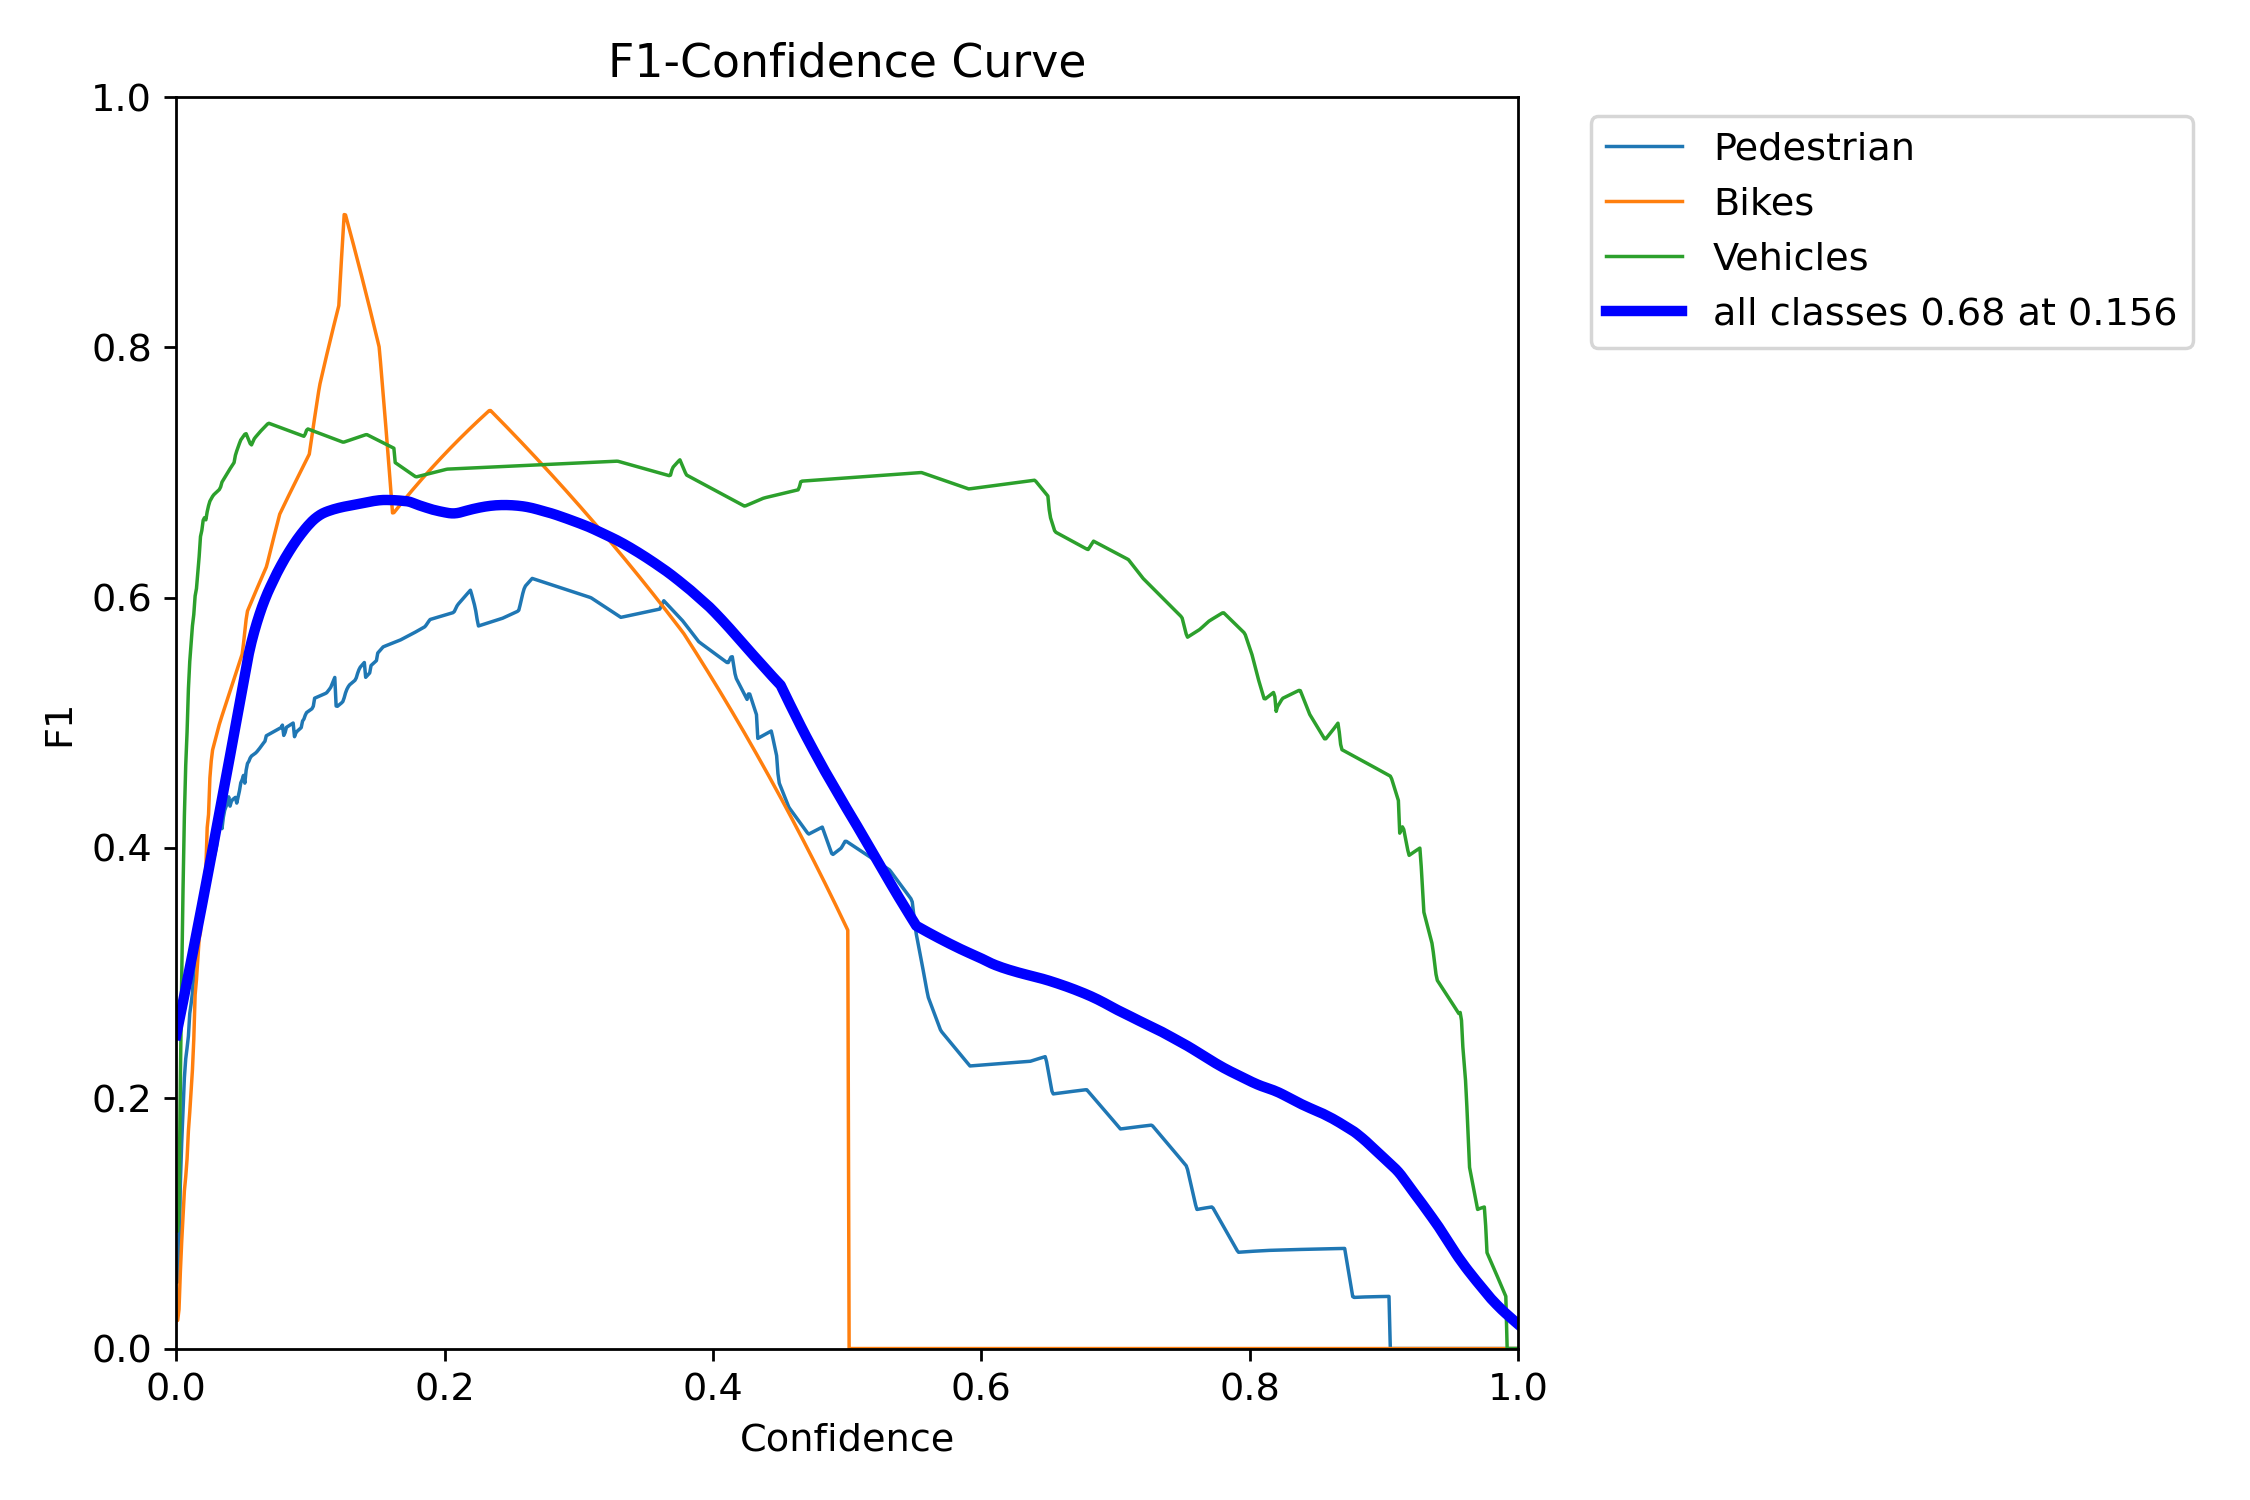 F1-Confidence Curve
1.0
0.8
0.6
0.4
0.2
0.0
F1
0.0 0.2 0.4 0.6 0.8 1.0
Confidence
Pedestrian
Bikes
Vehicles
all classes 0.68 at 0.156